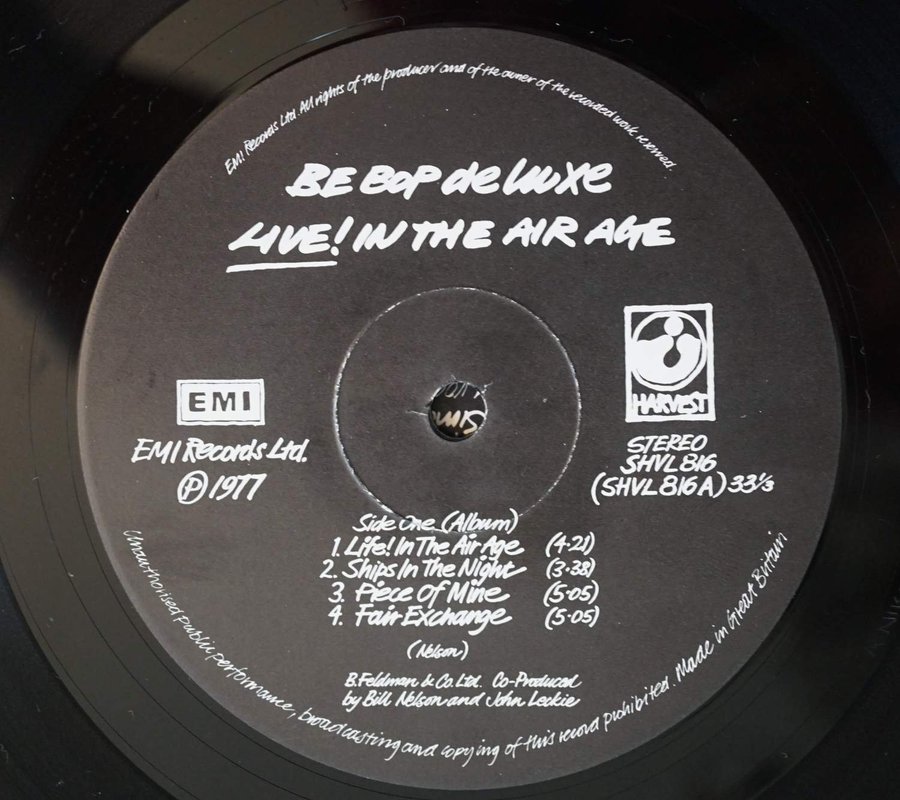 EMI Records Ltd. All rights of the producer and of the owner of the recorded work reserved.
BE BOP deLUXE
LIVE! IN THE AIR AGE
EMI
EMI Records Ltd.
Ⓟ 1977
HARVEST
STEREO
SHVL 816
(SHVL 816 A) 33⅓
Side One (Album)
1. Life! In The Air Age (4·21)
2. Ships In The Night (3·38)
3. Piece Of Mine (5·05)
4. Fair Exchange (5·05)
(Nelson)
B. Feldman & Co. Ltd. Co-Produced
by Bill Nelson and John Leckie
Unauthorised public performance, broadcasting and copying of this record prohibited. Made in Great Britain